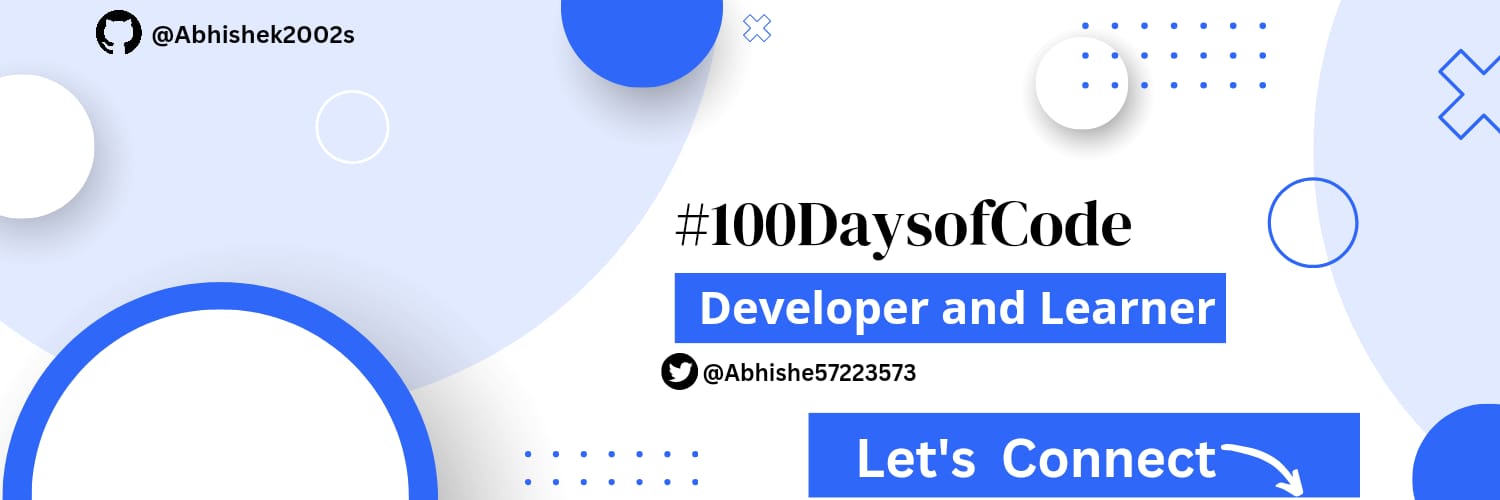 @Abhishek2002s
#100DaysofCode
Developer and Learner
@Abhishe57223573
Let's Connect